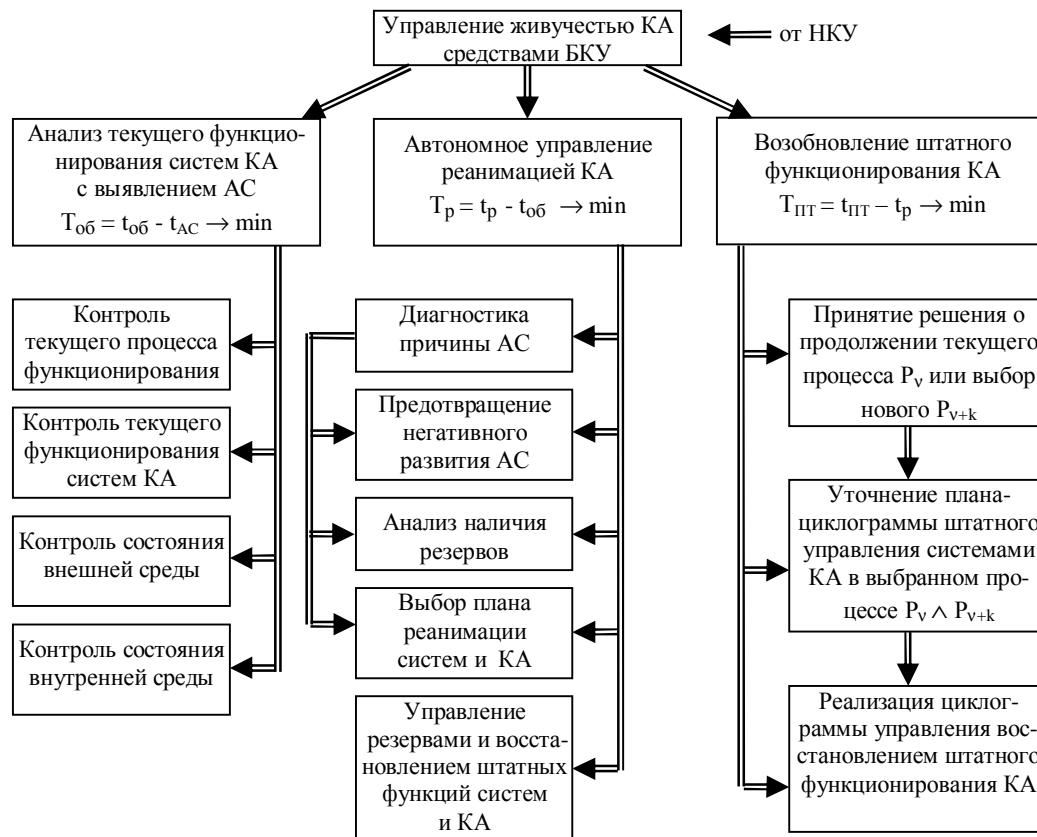 Управление живучестью КА
средствами БКУ
от НКУ
Анализ текущего функцио-
нирования систем КА
с выявлением АС
Tоб = tоб - tАС → min
Автономное управление
реанимацией КА
Tр = tр - tоб → min
Возобновление штатного
функционирования КА
TПТ = tПТ – tр → min
Контроль
текущего процесса
функционирования
Контроль текущего
функционирования
систем КА
Контроль состояния
внешней среды
Контроль состояния
внутренней среды
Диагностика
причины АС
Предотвращение
негативного
развития АС
Анализ наличия
резервов
Выбор плана
реанимации
систем и КА
Управление
резервами и восста-
новлением штатных
функций систем
и КА
Принятие решения о
продолжении текущего
процесса Pν или выбор
нового Pν+k
Уточнение плана-
циклограммы штатного
управления системами
КА в выбранном про-
цессе Pν ∧ Pν+k
Реализация циклог-
раммы управления вос-
становлением штатного
функционирования КА